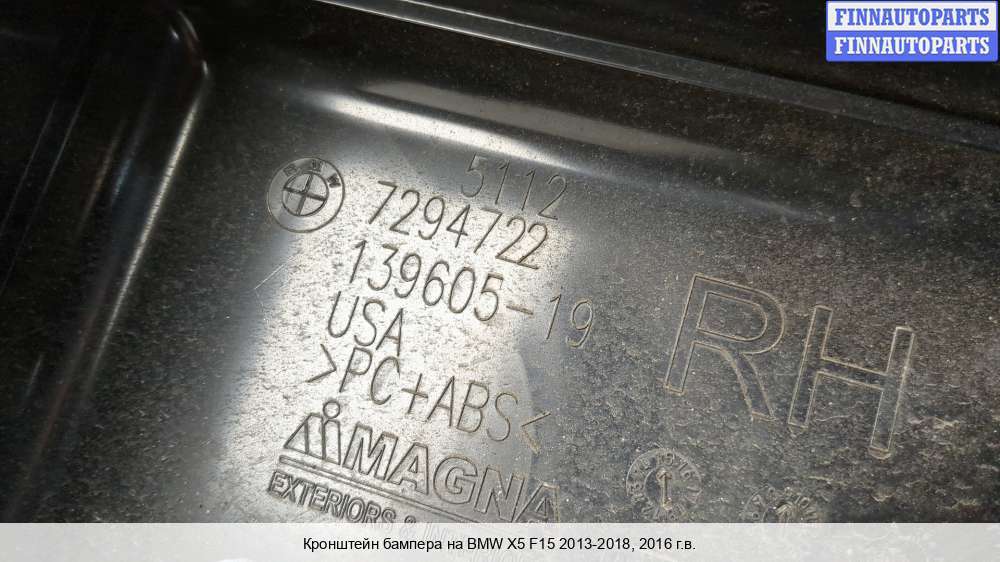 FINNAUTOPARTS
FINNAUTOPARTS
BMW
5112
7294722
139605-19
USA
>PC+ABS<
RH
MAGNA
EXTERIORS &
Кронштейн бампера на BMW X5 F15 2013-2018, 2016 г.в.